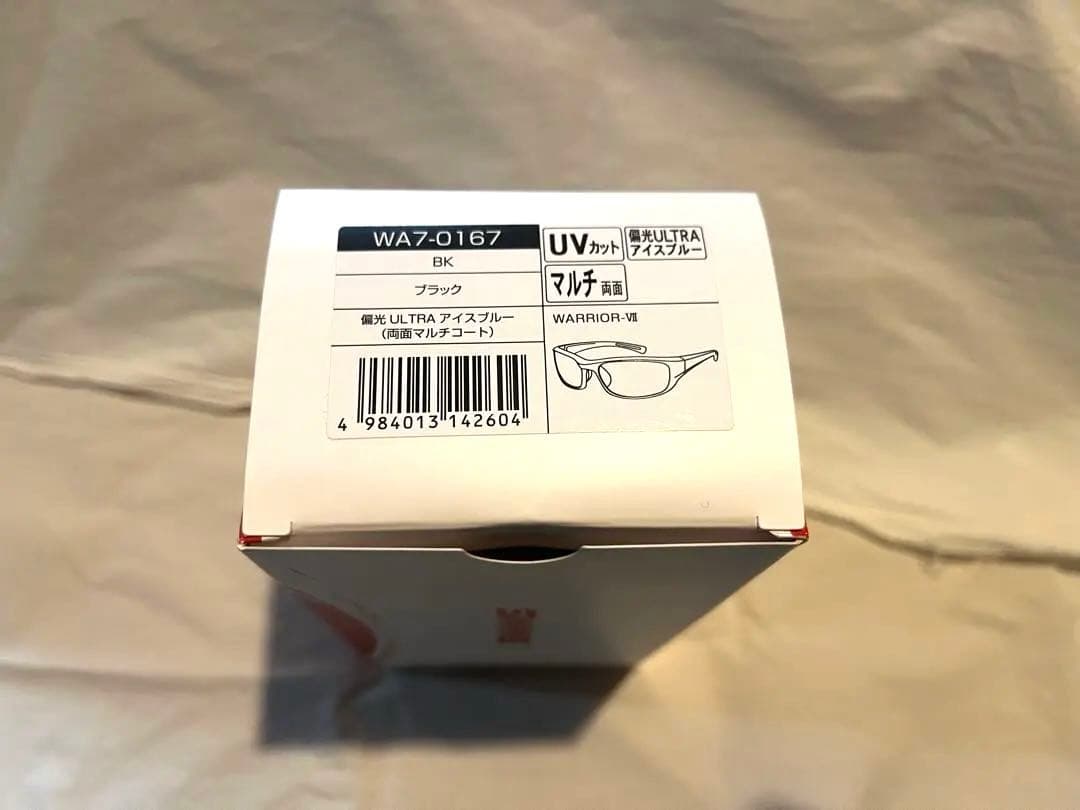 WA7-0167
BK
ブラック
偏光 ULTRA アイスブルー
（両面マルチコート）
4 984013 142604
UVカット
偏光ULTRA
アイスブルー
マルチ両面
WARRIOR-Ⅶ